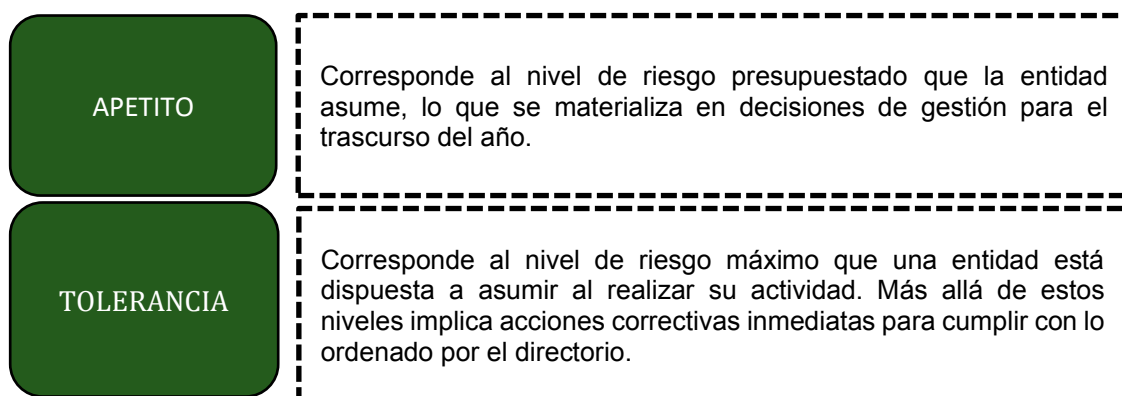 APETITO
Corresponde al nivel de riesgo presupuestado que la entidad
asume, lo que se materializa en decisiones de gestión para el
trascurso del año.
TOLERANCIA
Corresponde al nivel de riesgo máximo que una entidad está
dispuesta a asumir al realizar su actividad. Más allá de estos
niveles implica acciones correctivas inmediatas para cumplir con lo
ordenado por el directorio.